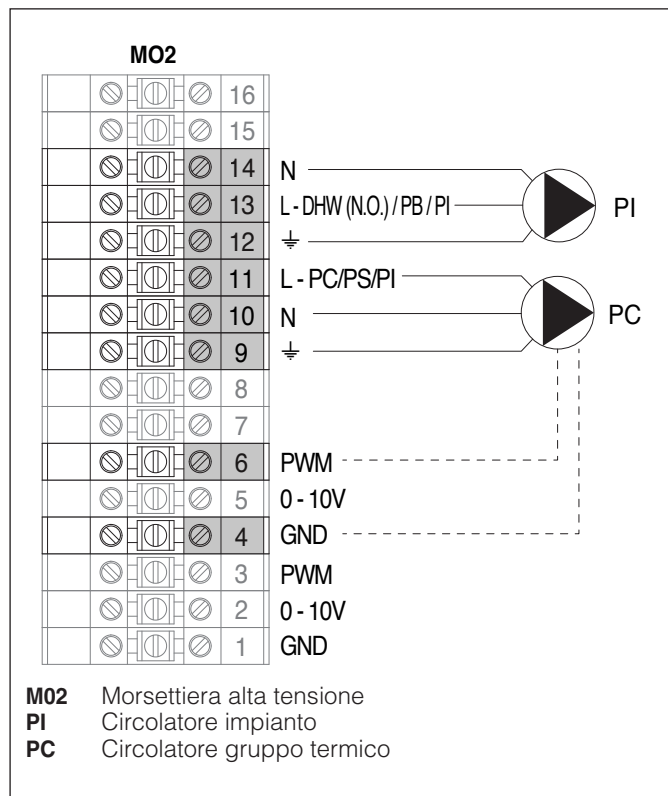 MO2
16
15
14 N
13 L - DHW (N.O.) / PB / PI PI
12
11 L - PC/PS/PI
10 N PC
9
8
7
6 PWM
5 0 - 10V
4 GND
3 PWM
2 0 - 10V
1 GND
M02 Morsettiera alta tensione
PI Circolatore impianto
PC Circolatore gruppo termico